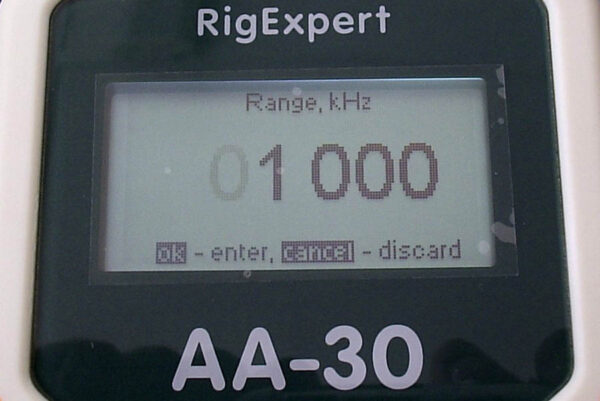 RigExpert
Range, kHz
01 000
ok - enter, cancel - discard
AA-30